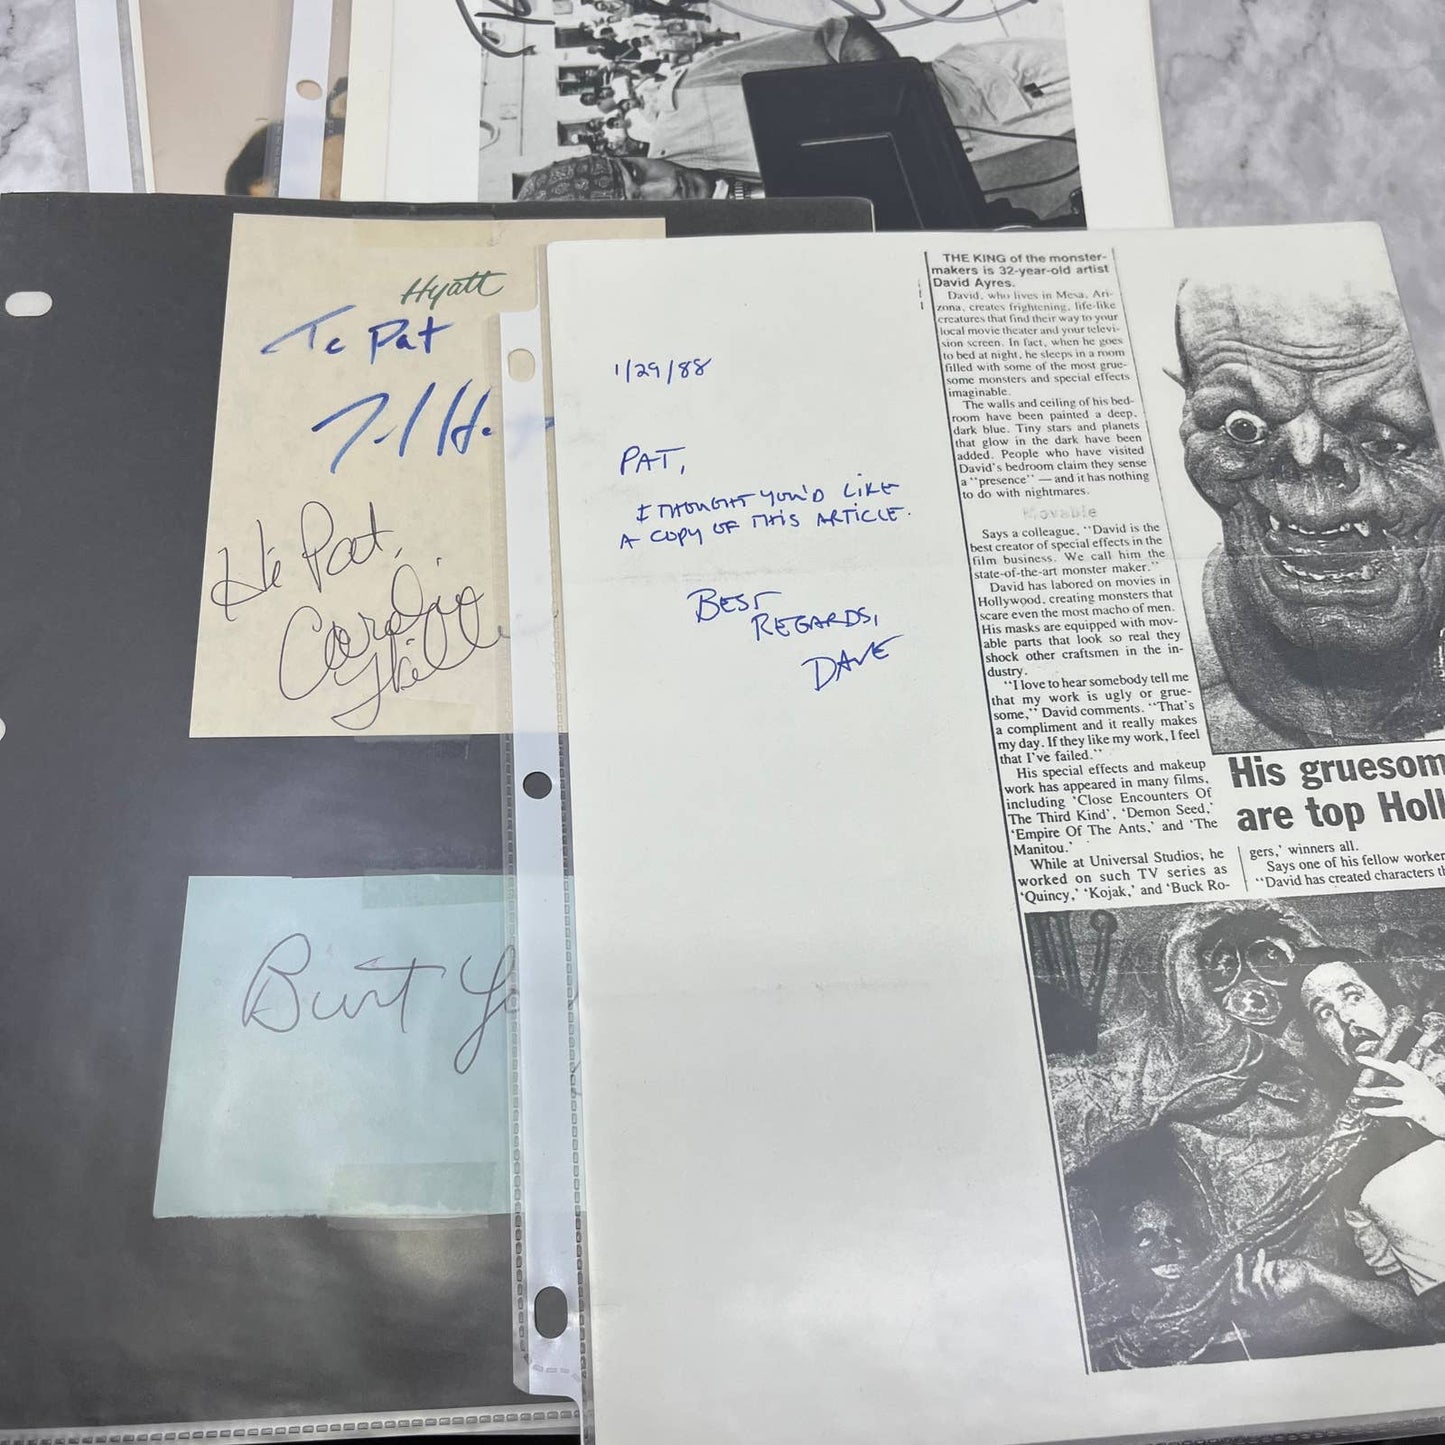 Hyatt
To Pat
Hi Pat,
Burt
1/29/88
PAT,
I THOUGHT YOU'D LIKE
A COPY OF THIS ARTICLE.
BEST
REGARDS,
DAVE
THE KING of the monster-
makers is 32-year-old artist
David Ayres.
David, who lives in Mesa, Ari-
zona, creates frightening, life-like
creatures that find their way to your
local movie theater and your televi-
sion screen. In fact, when he goes
to bed at night, he sleeps in a room
filled with some of the most grue-
some monsters and special effects
imaginable.
The walls and ceiling of his bed-
room have been painted a deep,
dark blue. Tiny stars and planets
that glow in the dark have been
added. People who have visited
David's bedroom claim they sense
a "presence" — and it has nothing
to do with nightmares.
Movable
Says a colleague, "David is the
best creator of special effects in the
film business. We call him the
state-of-the-art monster maker."
David has labored on movies in
Hollywood, creating monsters that
scare even the most macho of men.
His masks are equipped with mov-
able parts that look so real they
shock other craftsmen in the in-
dustry.
"I love to hear somebody tell me
that my work is ugly or grue-
some," David comments. "That's
a compliment and it really makes
my day. If they like my work, I feel
that I've failed."
His special effects and makeup
work has appeared in many films,
including 'Close Encounters Of
The Third Kind', 'Demon Seed,'
'Empire Of The Ants,' and 'The
Manitou.'
While at Universal Studios, he
worked on such TV series as
'Quincy,' 'Kojak,' and 'Buck Ro-
His gruesom
are top Holl
gers,' winners all.
Says one of his fellow worker
"David has created characters th